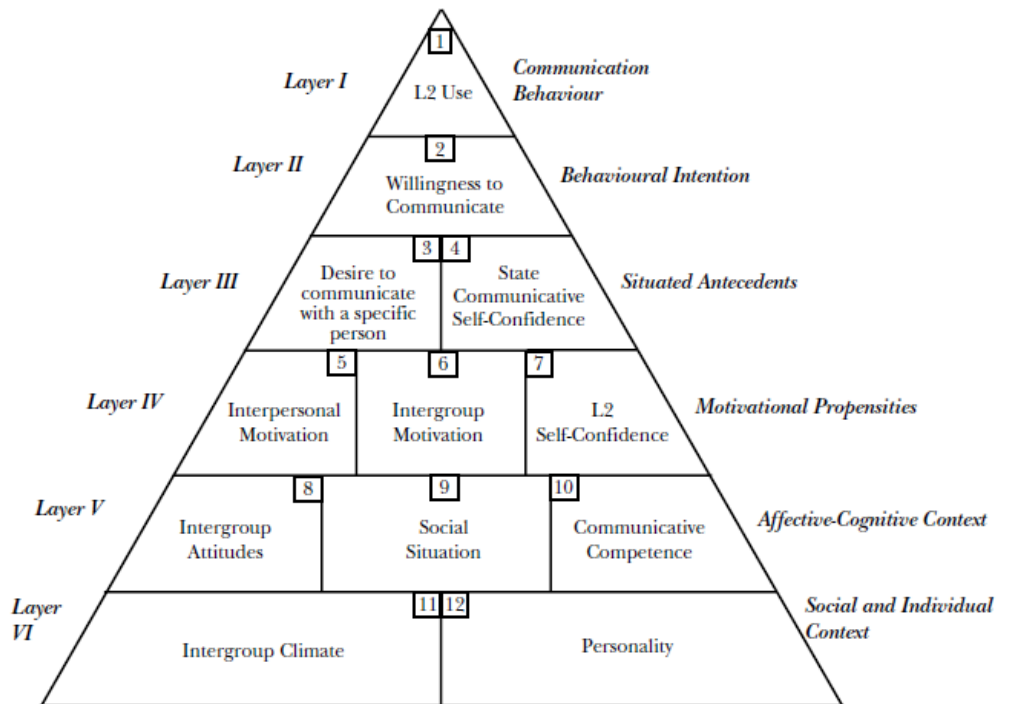 1
Layer I
L2 Use
Communication
Behaviour
2
Layer II
Willingness to
Communicate
Behavioural Intention
3 4
Layer III
Desire to
communicate
with a specific
person
State
Communicative
Self-Confidence
Situated Antecedents
5 6 7
Layer IV
Interpersonal
Motivation
Intergroup
Motivation
L2
Self-Confidence
Motivational Propensities
8 9 10
Layer V
Intergroup
Attitudes
Social
Situation
Communicative
Competence
Affective-Cognitive Context
11 12
Layer
VI
Intergroup Climate
Personality
Social and Individual
Context